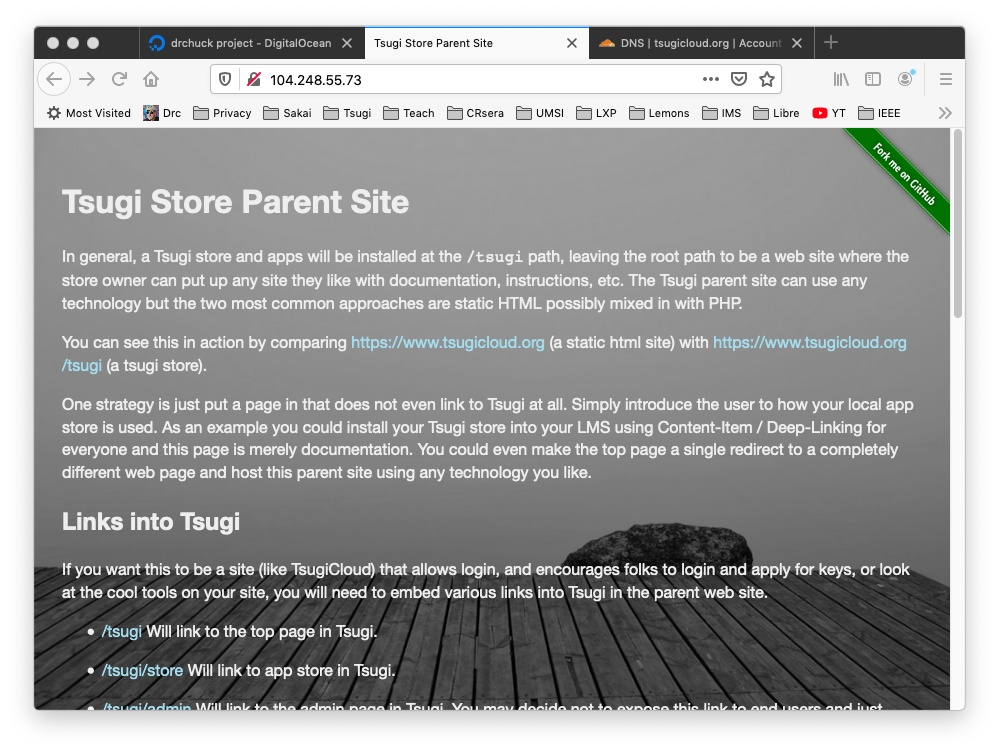 drchuck project - DigitalOcean
Tsugi Store Parent Site
DNS | tsugicloud.org | Account
104.248.55.73
Most Visited Drc Privacy Sakai Tsugi Teach CRsera UMSI LXP Lemons IMS Libre YT IEEE
Fork me on GitHub
Tsugi Store Parent Site
In general, a Tsugi store and apps will be installed at the /tsugi path, leaving the root path to be a web site where the
store owner can put up any site they like with documentation, instructions, etc. The Tsugi parent site can use any
technology but the two most common approaches are static HTML possibly mixed in with PHP.
You can see this in action by comparing https://www.tsugicloud.org (a static html site) with https://www.tsugicloud.org
/tsugi (a tsugi store).
One strategy is just put a page in that does not even link to Tsugi at all. Simply introduce the user to how your local app
store is used. As an example you could install your Tsugi store into your LMS using Content-Item / Deep-Linking for
everyone and this page is merely documentation. You could even make the top page a single redirect to a completely
different web page and host this parent site using any technology you like.
Links into Tsugi
If you want this to be a site (like TsugiCloud) that allows login, and encourages folks to login and apply for keys, or look
at the cool tools on your site, you will need to embed various links into Tsugi in the parent web site.
• /tsugi Will link to the top page in Tsugi.
• /tsugi/store Will link to app store in Tsugi.
• /tsugi/admin Will link to the admin page in Tsugi. You may decide not to expose this link to end users and just